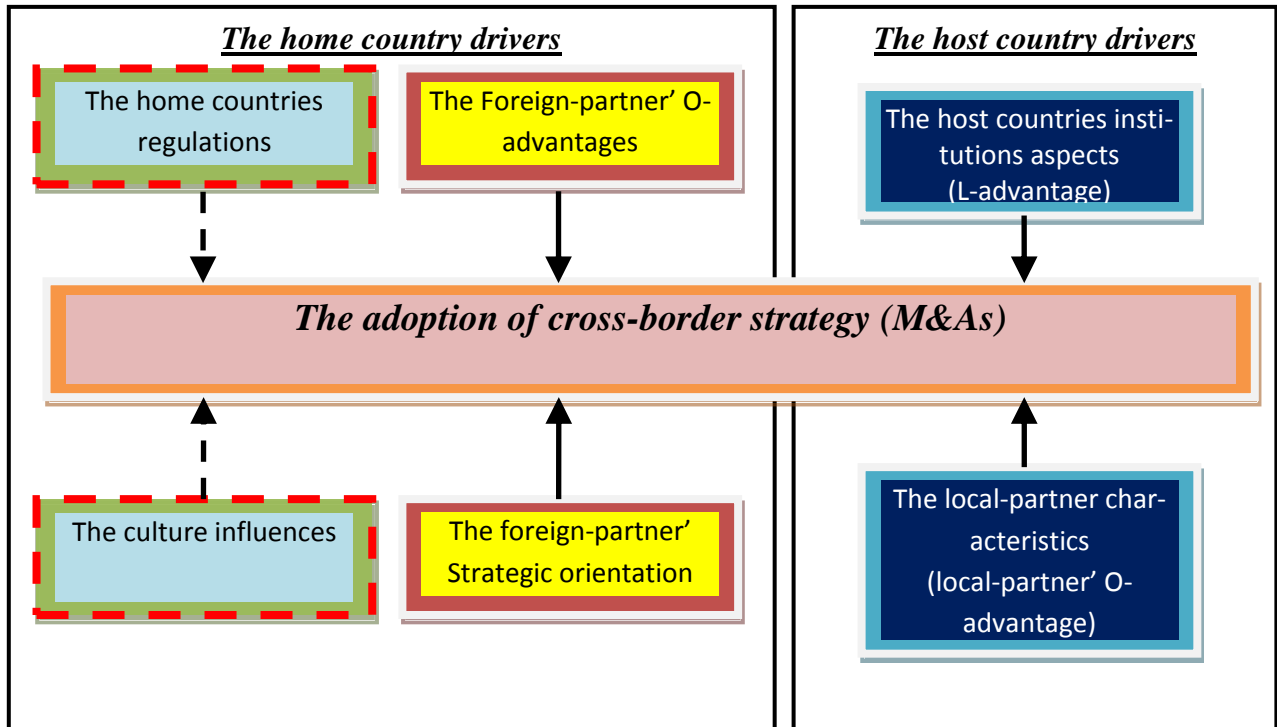 The home country drivers
The host country drivers
The home countries
regulations
The Foreign-partner’ O-
advantages
The host countries insti-
tutions aspects
(L-advantage)
The adoption of cross-border strategy (M&As)
The culture influences
The foreign-partner’
Strategic orientation
The local-partner char-
acteristics
(local-partner’ O-
advantage)